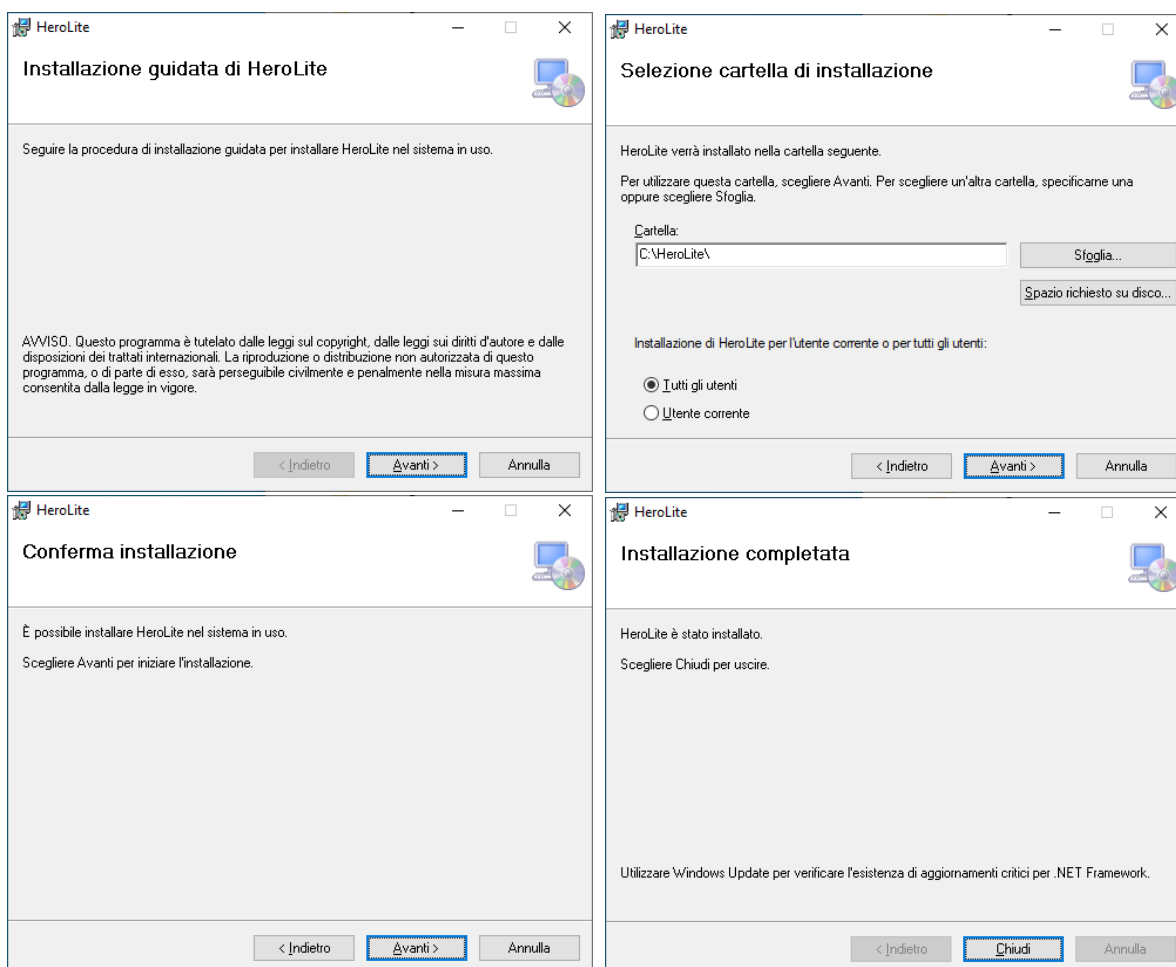 HeroLite
Installazione guidata di HeroLite
Seguire la procedura di installazione guidata per installare HeroLite nel sistema in uso.
AVVISO. Questo programma è tutelato dalle leggi sul copyright, dalle leggi sui diritti d'autore e dalle
disposizioni dei trattati internazionali. La riproduzione o distribuzione non autorizzata di questo
programma, o di parte di esso, sarà perseguibile civilmente e penalmente nella misura massima
consentita dalla legge in vigore.
< Indietro
Avanti >
Annulla
HeroLite
Selezione cartella di installazione
HeroLite verrà installato nella cartella seguente.
Per utilizzare questa cartella, scegliere Avanti. Per scegliere un'altra cartella, specificarne una
oppure scegliere Sfoglia.
Cartella:
C:\HeroLite\
Sfoglia...
Spazio richiesto su disco...
Installazione di HeroLite per l'utente corrente o per tutti gli utenti:
Tutti gli utenti
Utente corrente
< Indietro
Avanti >
Annulla
HeroLite
Conferma installazione
È possibile installare HeroLite nel sistema in uso.
Scegliere Avanti per iniziare l'installazione.
< Indietro
Avanti >
Annulla
HeroLite
Installazione completata
HeroLite è stato installato.
Scegliere Chiudi per uscire.
Utilizzare Windows Update per verificare l'esistenza di aggiornamenti critici per .NET Framework.
< Indietro
Chiudi
Annulla